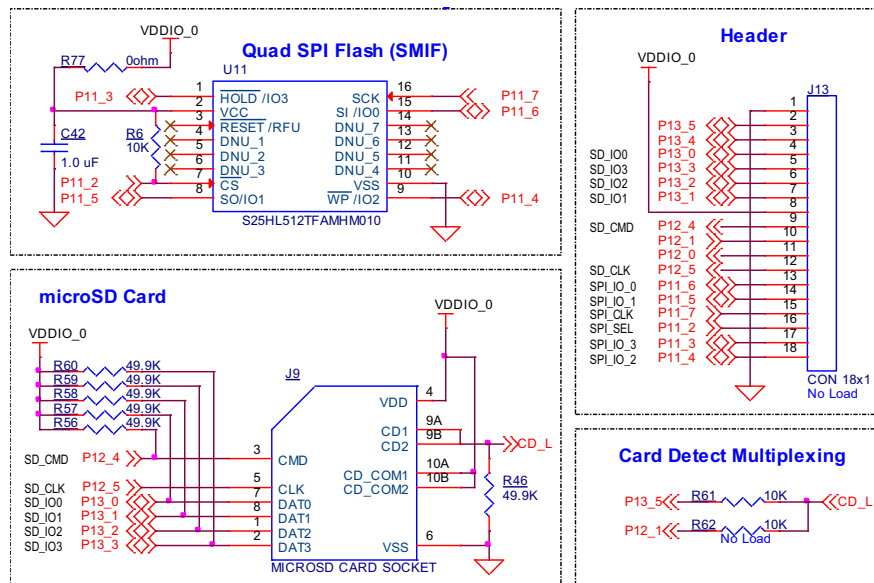 Quad SPI Flash (SMIF)
VDDIO_0
R77 0ohm
U11
P11_3 1 HOLD/IO3 SCK 16 P11_7
2 VCC SI/IO0 15 P11_6
3 RESET/RFU DNU_7 14
4 DNU_1 DNU_6 13
5 DNU_2 DNU_5 12
6 DNU_3 DNU_4 11
P11_2 7 CS VSS 10
P11_5 8 SO/IO1 WP/IO2 9 P11_4
C42
1.0 uF
R6
10K
S25HL512TFAMHM010
Header
VDDIO_0
J13
1
P13_5 2
P13_4 3
SD_IO0 P13_0 4
SD_IO3 P13_3 5
SD_IO2 P13_2 6
SD_IO1 P13_1 7
8
SD_CMD P12_4 9
P12_1 10
P12_0 11
SD_CLK P12_5 12
SPI_IO_0 P11_6 13
SPI_IO_1 P11_5 14
SPI_CLK P11_7 15
SPI_SEL P11_2 16
SPI_IO_3 P11_3 17
SPI_IO_2 P11_4 18
CON 18x1
No Load
microSD Card
VDDIO_0
VDDIO_0
R60 49.9K
R59 49.9K
R58 49.9K
R57 49.9K
R56 49.9K
J9
4 VDD
9A CD1
9B CD2 CD_L
10A CD_COM1
10B CD_COM2
R46
49.9K
6 VSS
SD_CMD P12_4 3 CMD
SD_CLK P12_5 5 CLK
SD_IO0 P13_0 7 DAT0
SD_IO1 P13_1 8 DAT1
SD_IO2 P13_2 1 DAT2
SD_IO3 P13_3 2 DAT3
MICROSD CARD SOCKET
Card Detect Multiplexing
P13_5 R61 10K CD_L
P12_1 R62 10K
No Load